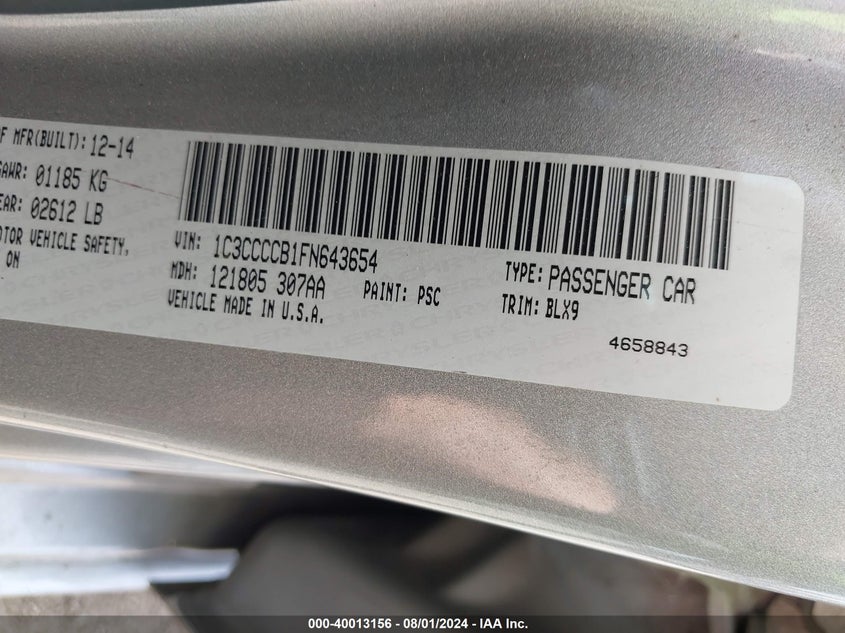 F MFR(BUILT): 12-14
GAWR: 01185 KG
EAR: 02612 LB
OTOR VEHICLE SAFETY,
ON
VIN: 1C3CCCCB1FN643654
MDH: 121805 307AA
PAINT: PSC
VEHICLE MADE IN U.S.A.
TYPE: PASSENGER CAR
TRIM: BLX9
4658843
000-40013156 - 08/01/2024 - IAA Inc.